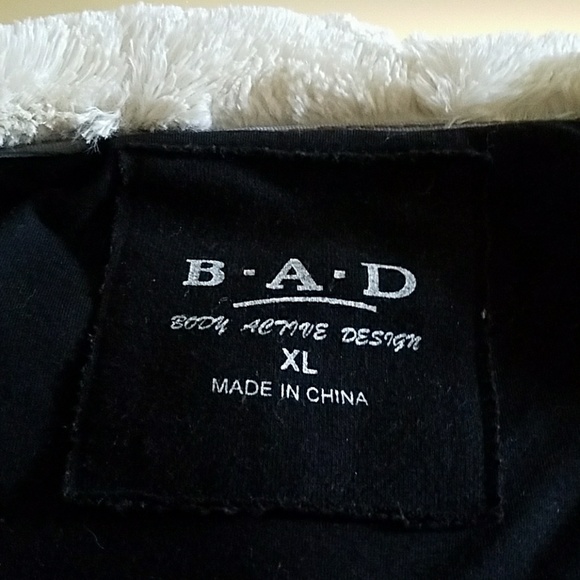 B·A·D
BODY ACTIVE DESIGN
XL
MADE IN CHINA